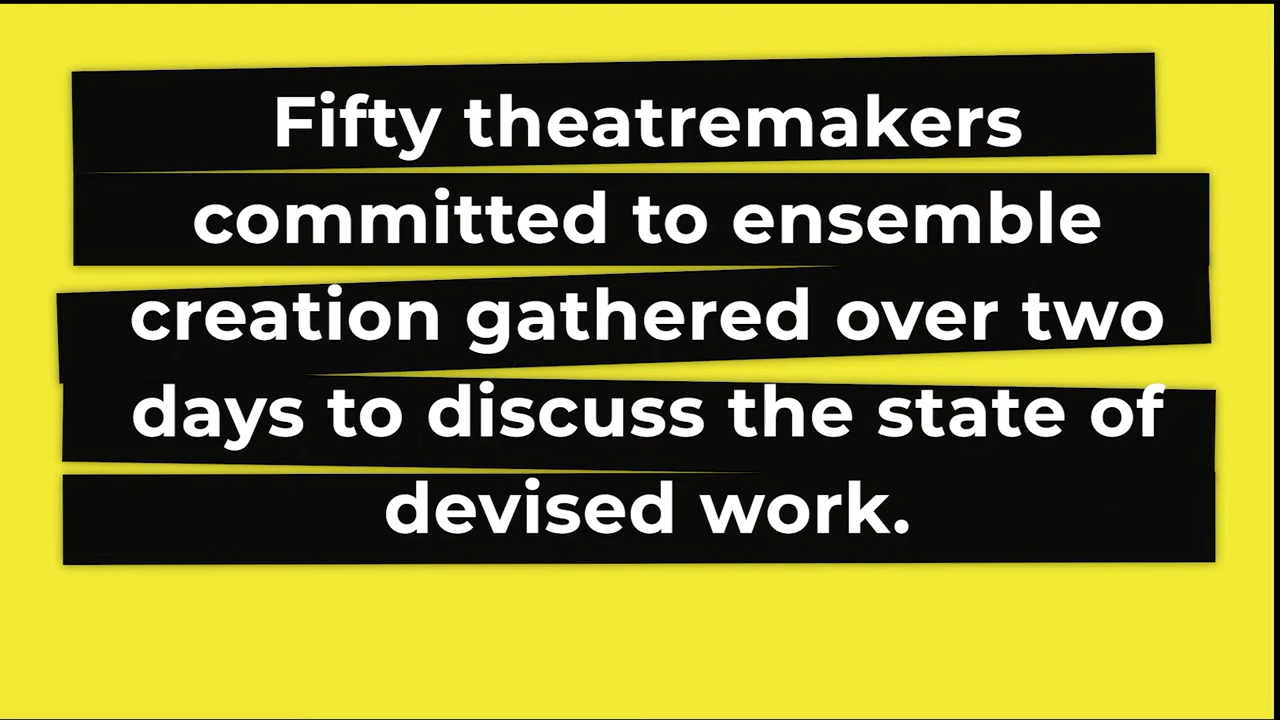 Fifty theatremakers
committed to ensemble
creation gathered over two
days to discuss the state of
devised work.